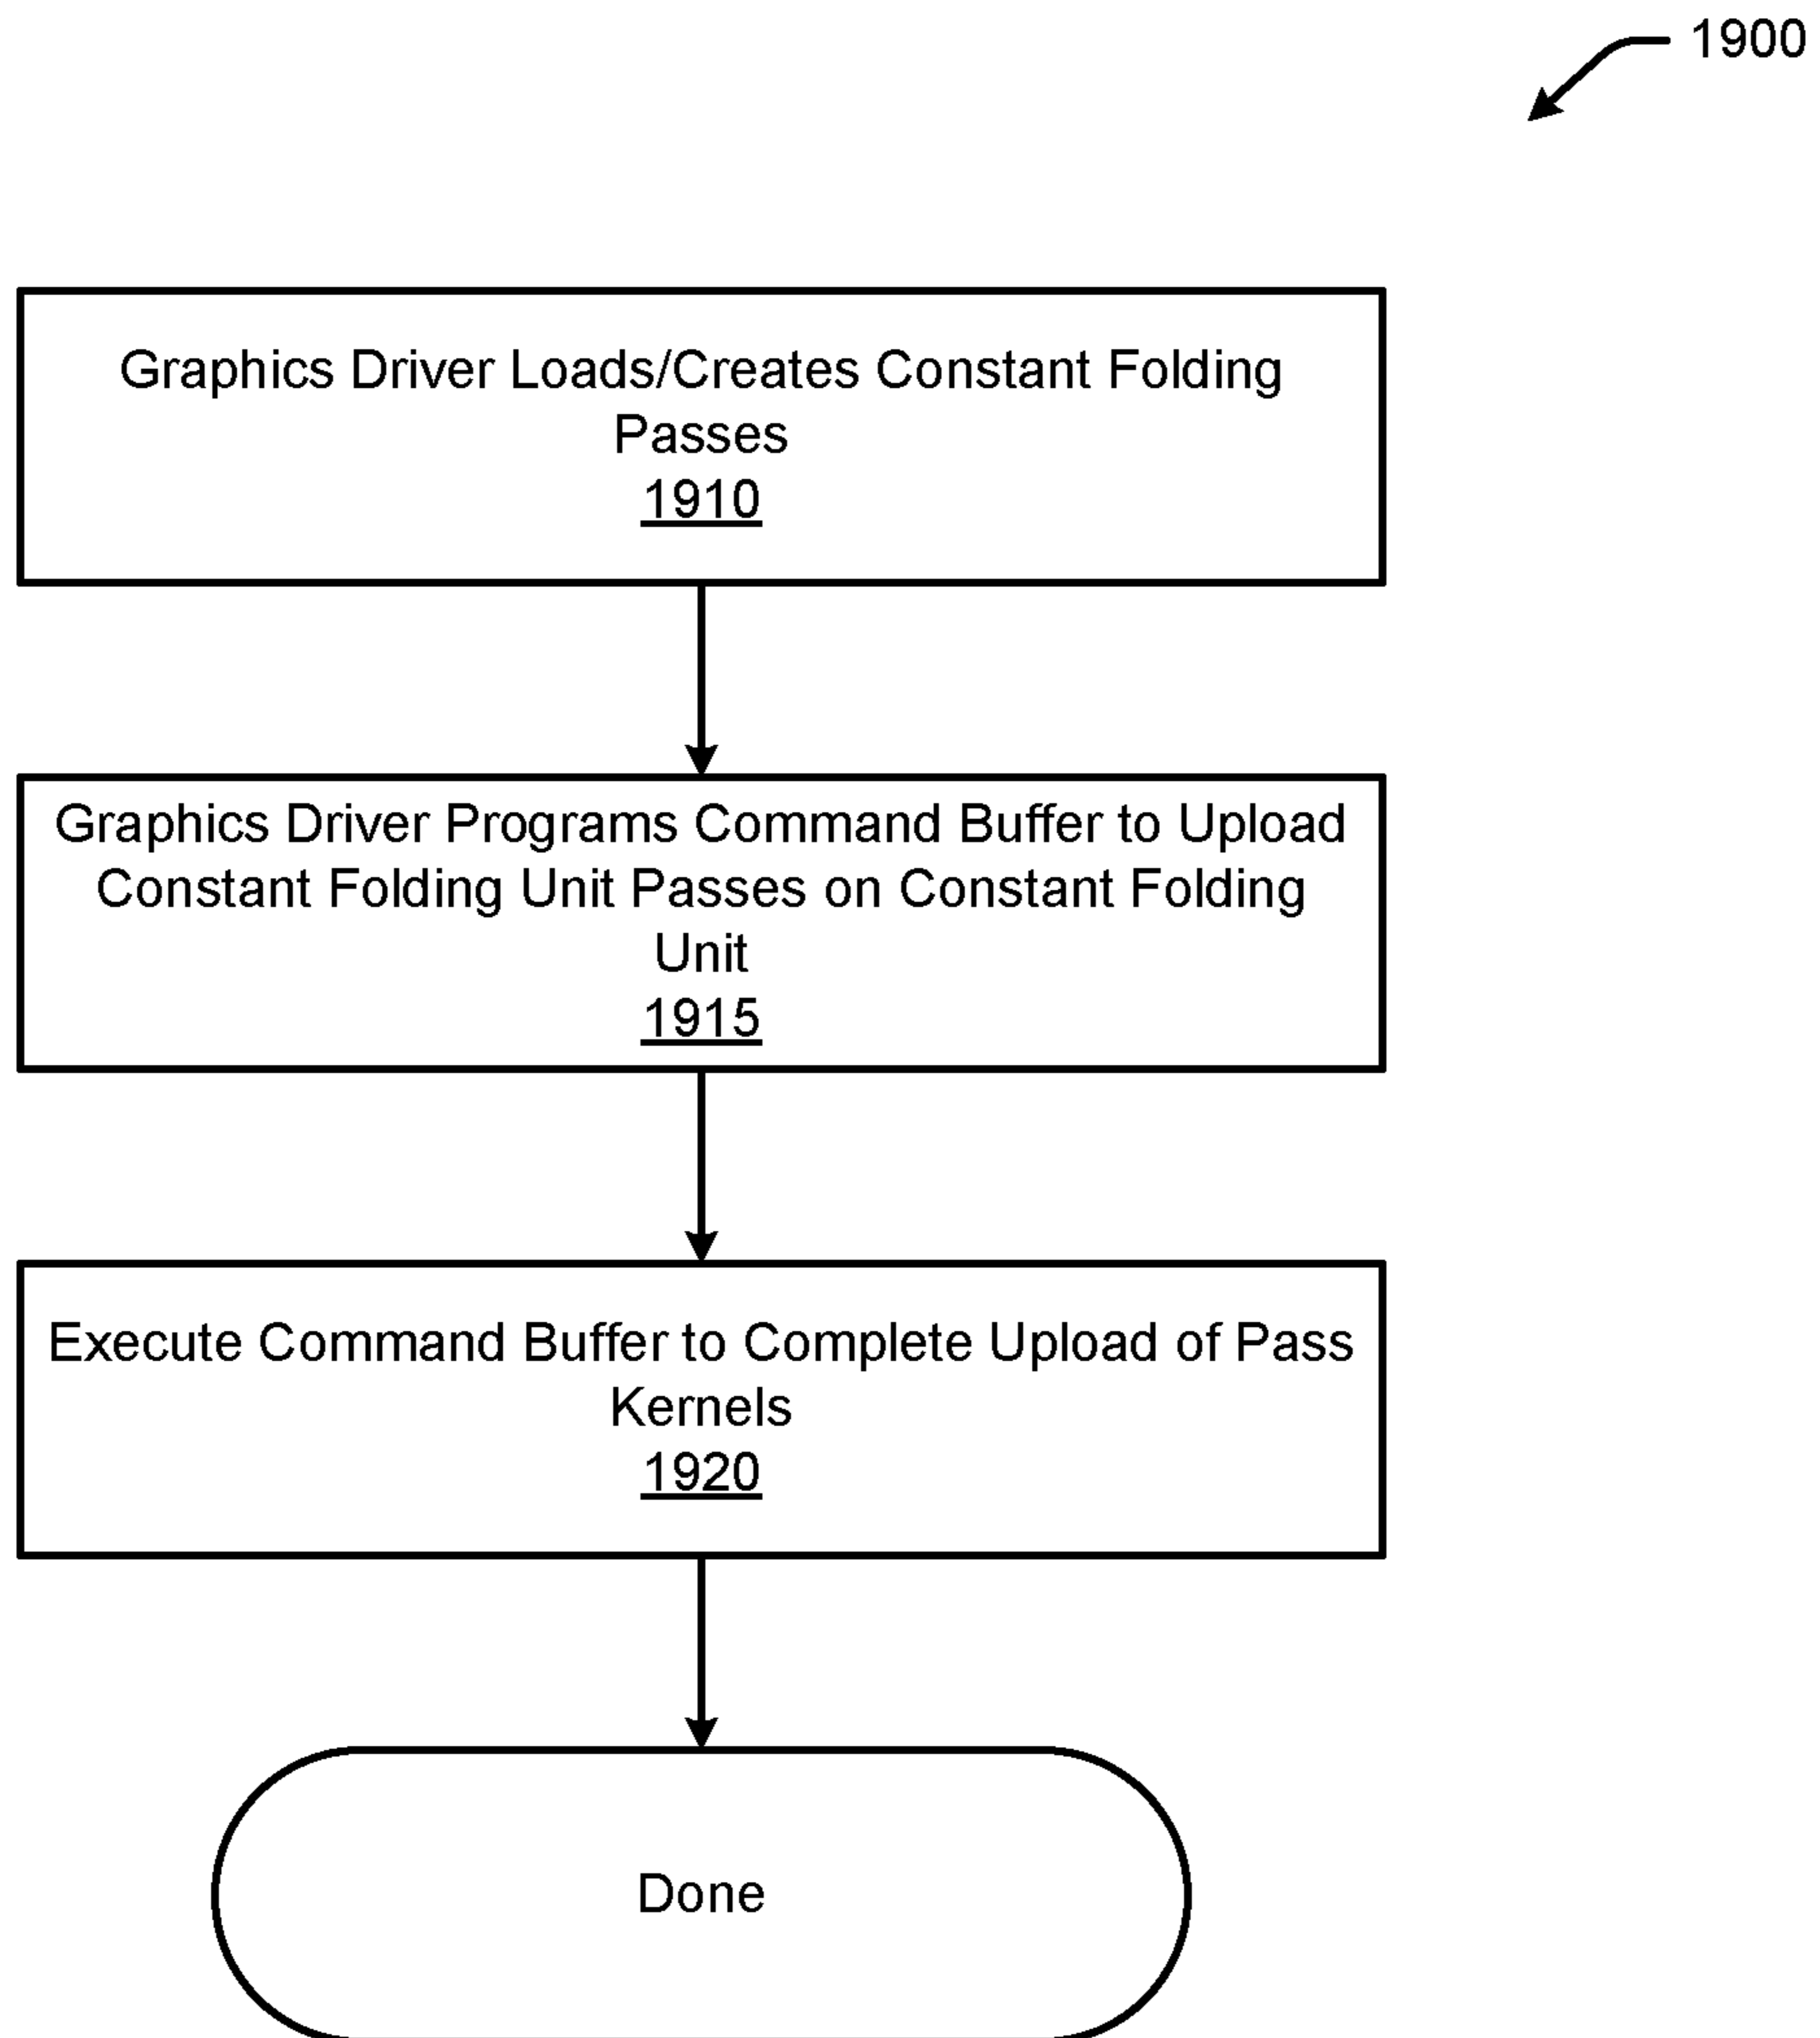 1900
Graphics Driver Loads/Creates Constant Folding
Passes
1910
Graphics Driver Programs Command Buffer to Upload
Constant Folding Unit Passes on Constant Folding
Unit
1915
Execute Command Buffer to Complete Upload of Pass
Kernels
1920
Done